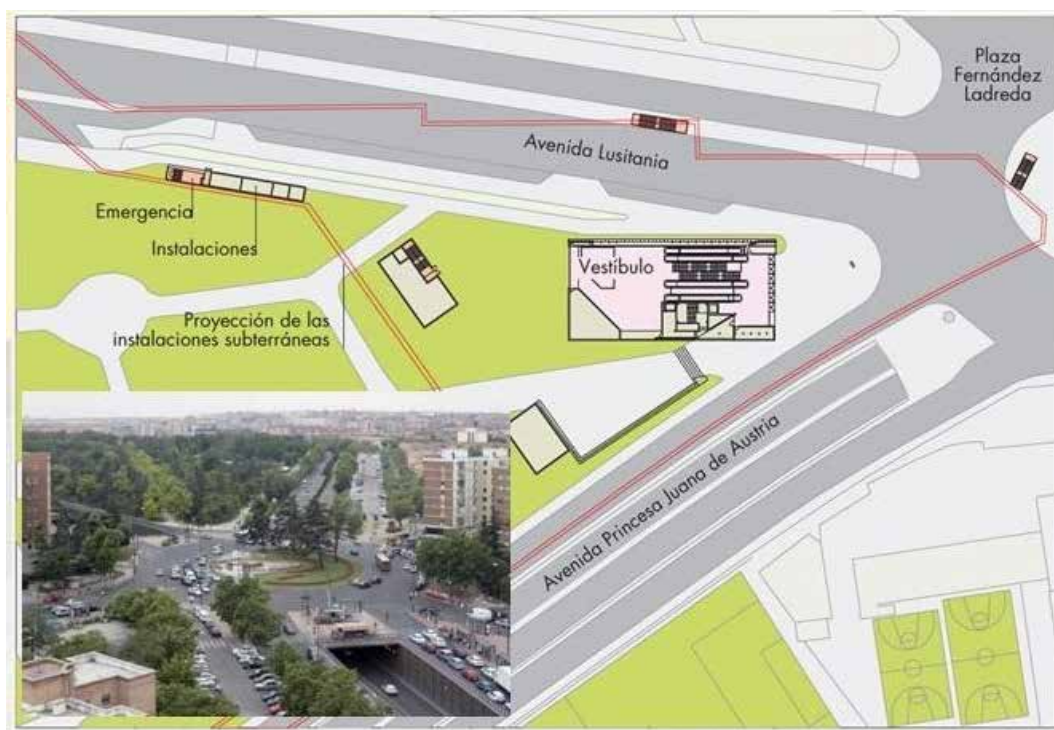 Plaza
Fernández
Ladreda
Avenida Lusitania
Emergencia
Instalaciones
Vestíbulo
Proyección de las
instalaciones subterráneas
Avenida Princesa Juana de Austria